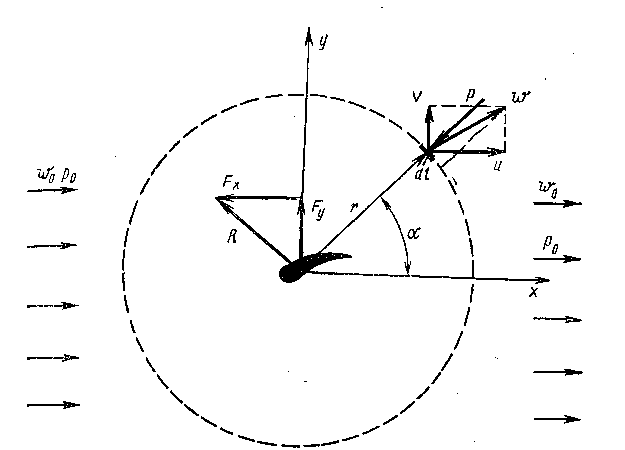 y
v p w
dl u
w₀ p₀ Fx w₀
Fy r
R α p₀
x